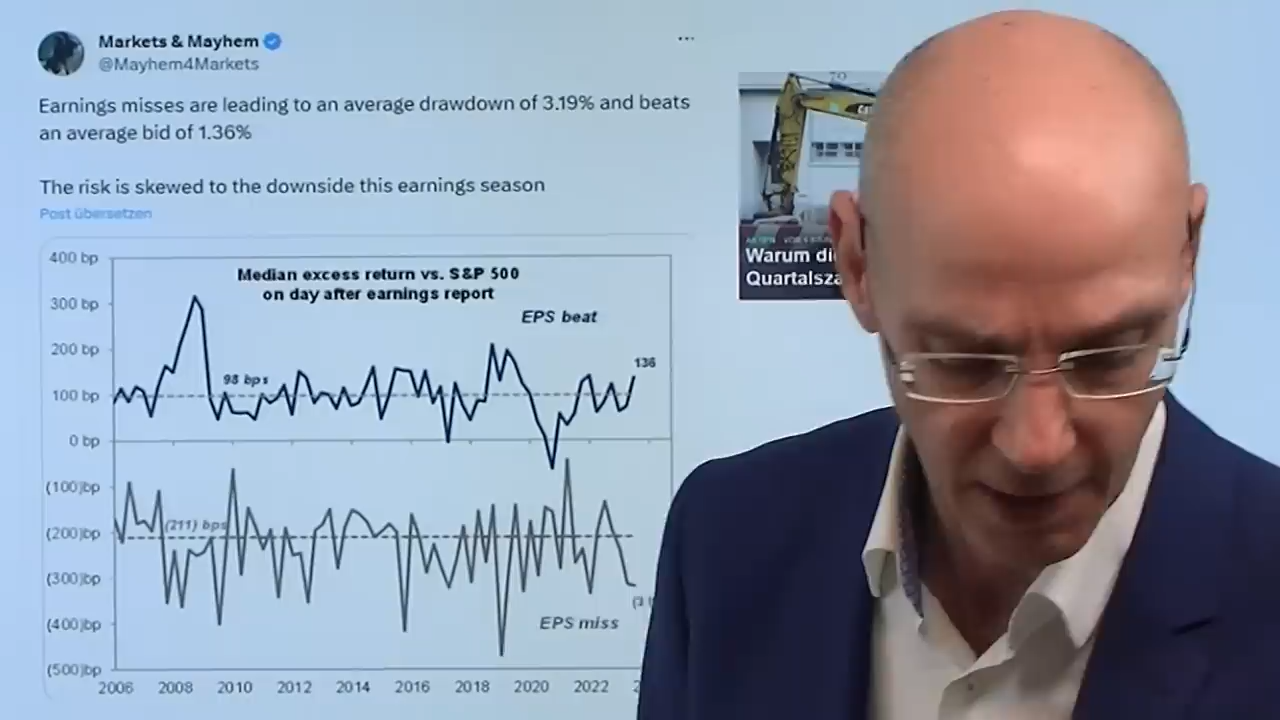 Markets & Mayhem
@Mayhem4Markets
...
Earnings misses are leading to an average drawdown of 3.19% and beats
an average bid of 1.36%
The risk is skewed to the downside this earnings season
Post übersetzen
400 bp
300 bp
200 bp
100 bp
0 bp
(100)bp
(200)bp
(300)bp
(400)bp
(500)bp
Median excess return vs. S&P 500
on day after earnings report
EPS beat
136
98 bps
(211) bps
EPS miss
2006 2008 2010 2012 2014 2016 2018 2020 2022
Warum di
Quartalsza